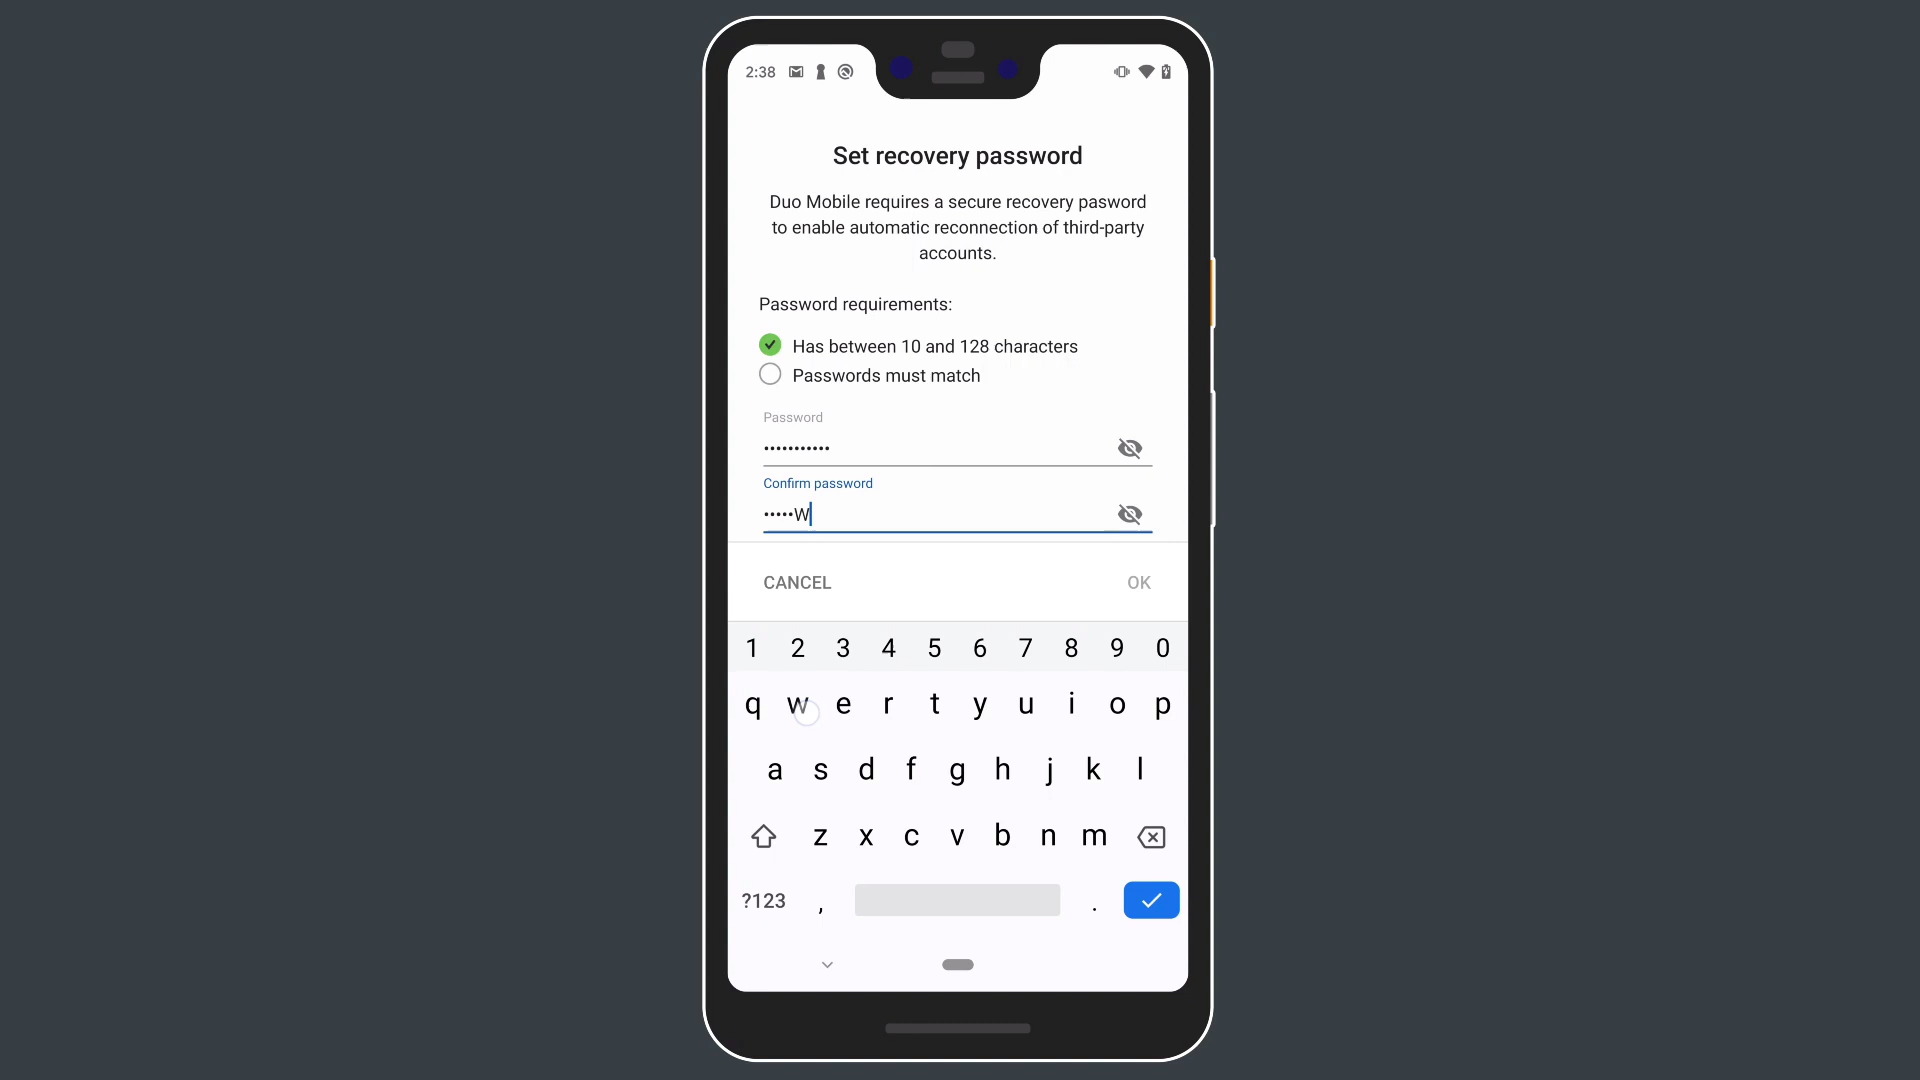 2:38
Set recovery password
Duo Mobile requires a secure recovery pasword
to enable automatic reconnection of third-party
accounts.
Password requirements:
Has between 10 and 128 characters
Passwords must match
Password
•••••••••••
Confirm password
•••••W
CANCEL OK
1 2 3 4 5 6 7 8 9 0
q w e r t y u i o p
a s d f g h j k l
z x c v b n m
?123 , .